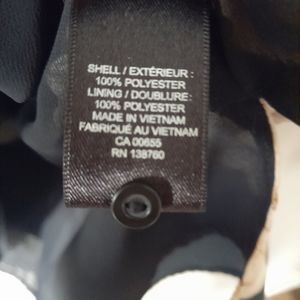 SHELL / EXTÉRIEUR :
100% POLYESTER
LINING / DOUBLURE :
100% POLYESTER
MADE IN VIETNAM
FABRIQUÉ AU VIETNAM
CA 00655
RN 138760